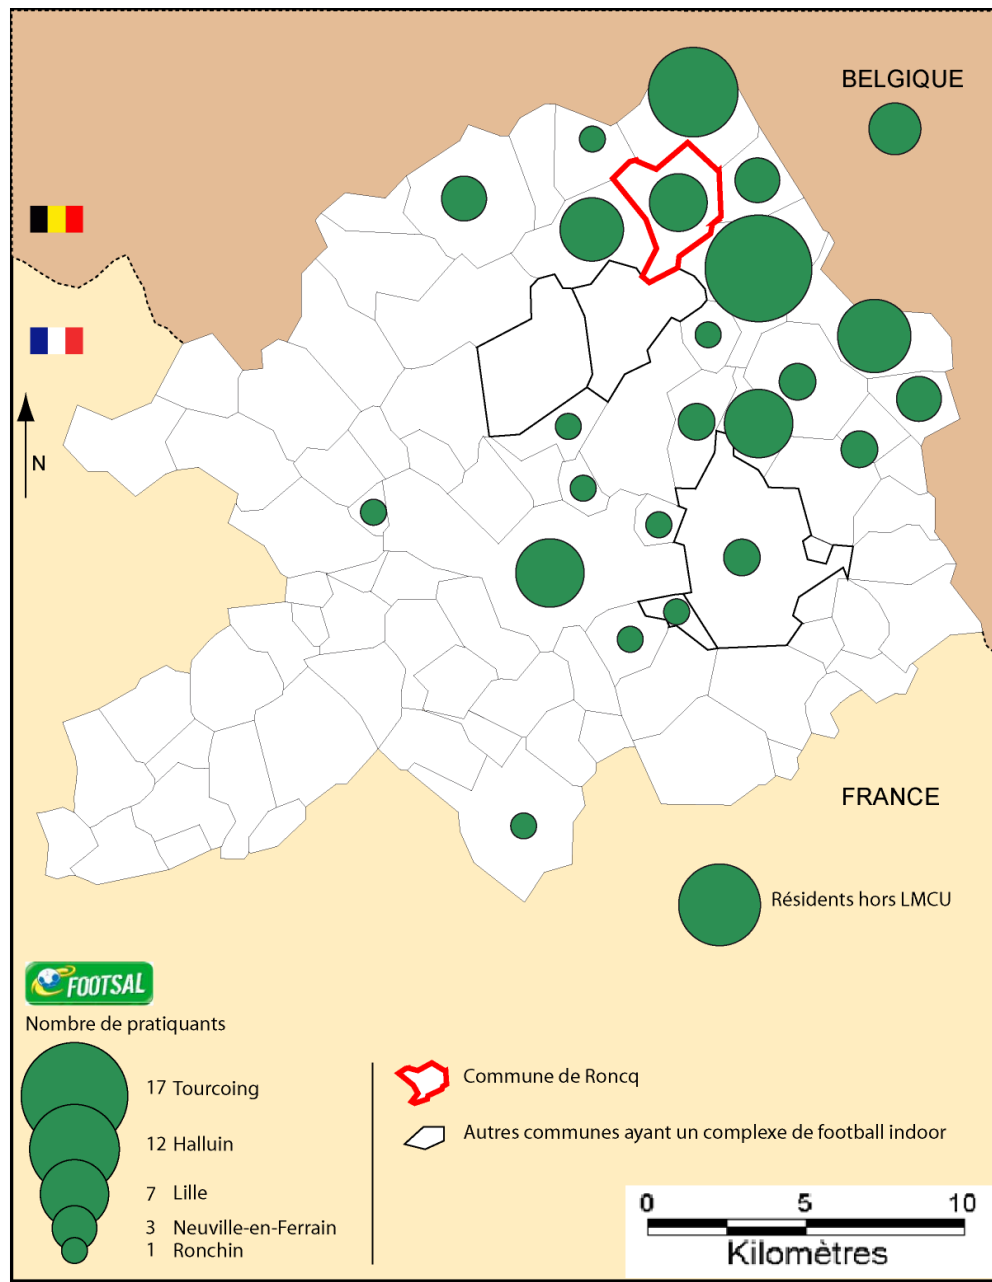 BELGIQUE
N
FRANCE
Résidents hors LMCU
FOOTSAL
Nombre de pratiquants
17 Tourcoing
12 Halluin
7 Lille
3 Neuville-en-Ferrain
1 Ronchin
Commune de Roncq
Autres communes ayant un complexe de football indoor
0 5 10
Kilomètres